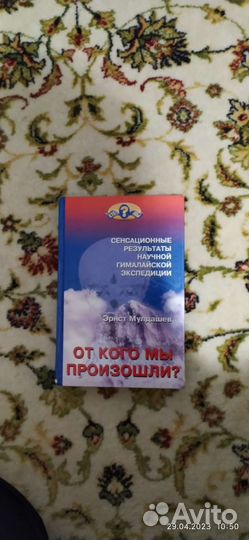 ?
СЕНСАЦИОННЫЕ
РЕЗУЛЬТАТЫ
НАУЧНОЙ
ГИМАЛАЙСКОЙ
ЭКСПЕДИЦИИ
Эрнст Мулдашев
ОТ КОГО МЫ
ПРОИЗОШЛИ?
Avito
29.04.2023 10:50